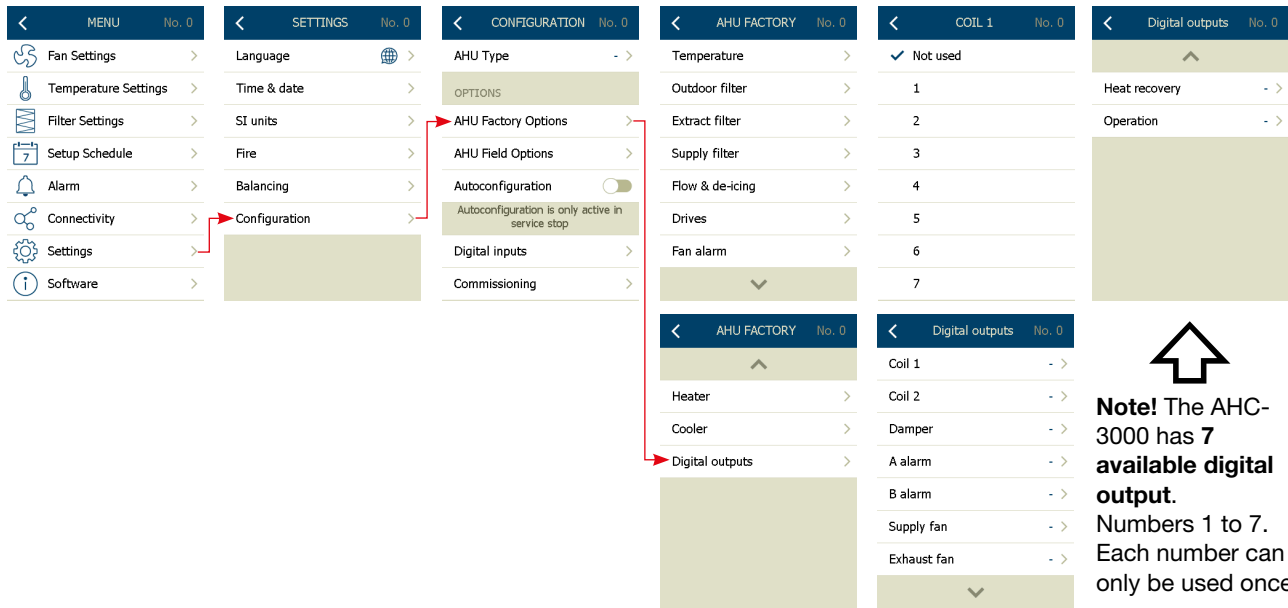 MENU No. 0
Fan Settings
Temperature Settings
Filter Settings
7 Setup Schedule
Alarm
Connectivity
Settings
i Software
SETTINGS No. 0
Language
Time & date
SI units
Fire
Balancing
Configuration
CONFIGURATION No. 0
AHU Type -
OPTIONS
AHU Factory Options
AHU Field Options
Autoconfiguration
Autoconfiguration is only active in
service stop
Digital inputs
Commissioning
AHU FACTORY No. 0
Temperature
Outdoor filter
Extract filter
Supply filter
Flow & de-icing
Drives
Fan alarm
COIL 1 No. 0
Not used
1
2
3
4
5
6
7
Digital outputs No. 0
Heat recovery -
Operation -
AHU FACTORY No. 0
Heater
Cooler
Digital outputs
Digital outputs No. 0
Coil 1 -
Coil 2 -
Damper -
A alarm -
B alarm -
Supply fan -
Exhaust fan -
Note! The AHC-
3000 has 7
available digital
output.
Numbers 1 to 7.
Each number can
only be used once